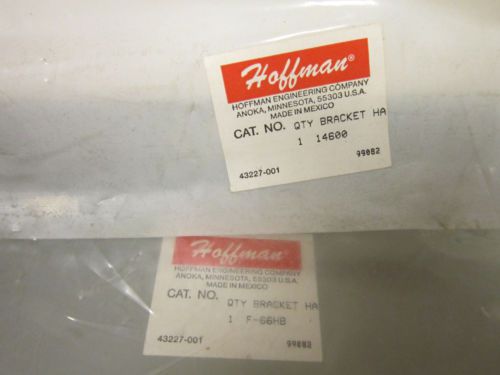 Hoffman®
HOFFMAN ENGINEERING COMPANY
ANOKA, MINNESOTA, 55303 U.S.A.
MADE IN MEXICO
CAT. NO. QTY BRACKET HA
1 14600
99082
43227-001
Hoffman
HOFFMAN ENGINEERING COMPANY
ANOKA, MINNESOTA, 55303 U.S.A.
MADE IN MEXICO
CAT. NO.
QTY BRACKET HA
1 F-66HB
43227-001 99082